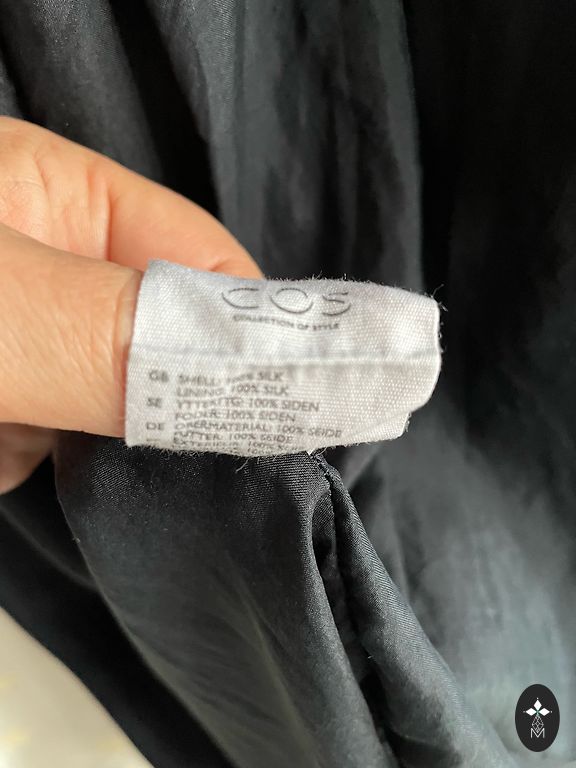 COS
COLLECTION OF STYLE
GB SHELL: 100% SILK
LINING: 100% SILK
SE YTTERTYG: 100% SIDEN
FODER: 100% SIDEN
DE OBERMATERIAL: 100% SEIDE
FUTTER: 100% SEIDE